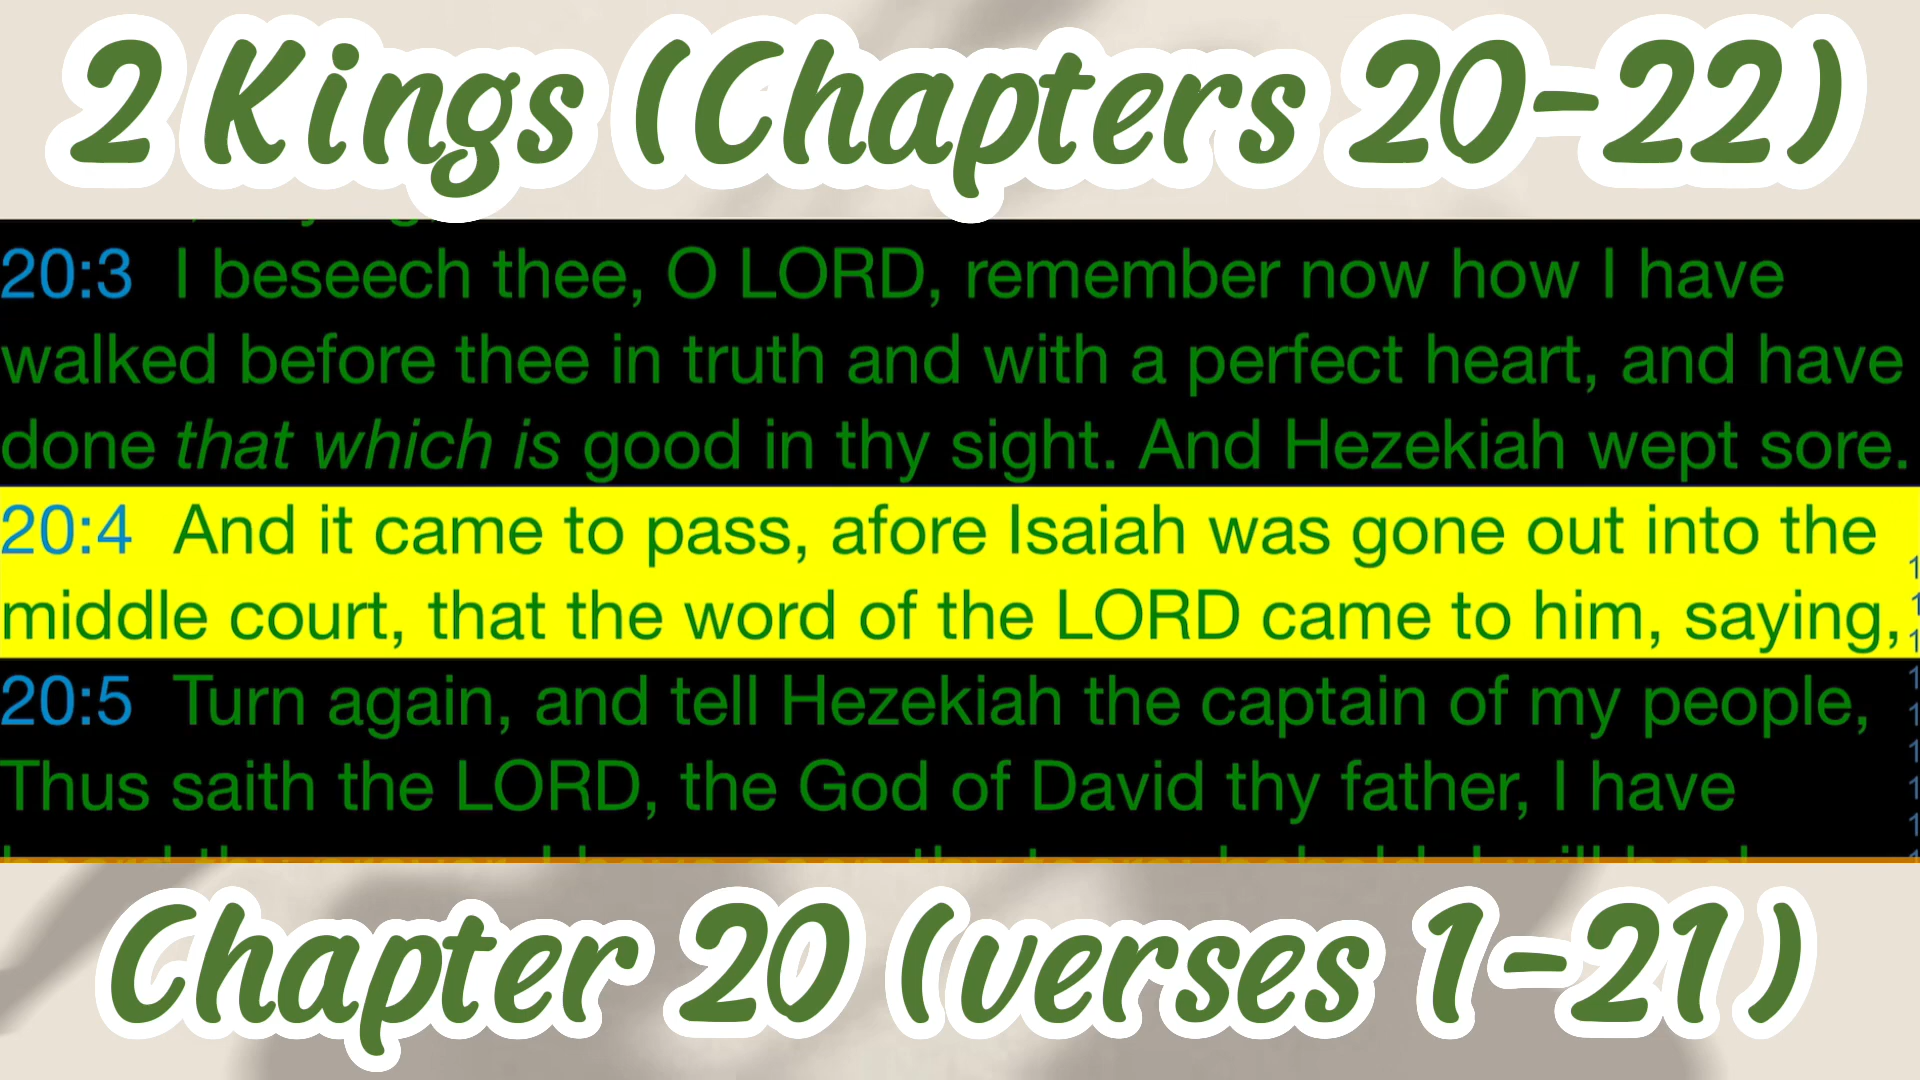 2 Kings (Chapters 20-22)
20:3 I beseech thee, O LORD, remember now how I have
walked before thee in truth and with a perfect heart, and have
done that which is good in thy sight. And Hezekiah wept sore.
20:4 And it came to pass, afore Isaiah was gone out into the
middle court, that the word of the LORD came to him, saying,
20:5 Turn again, and tell Hezekiah the captain of my people,
Thus saith the LORD, the God of David thy father, I have
Chapter 20 (verses 1-21)